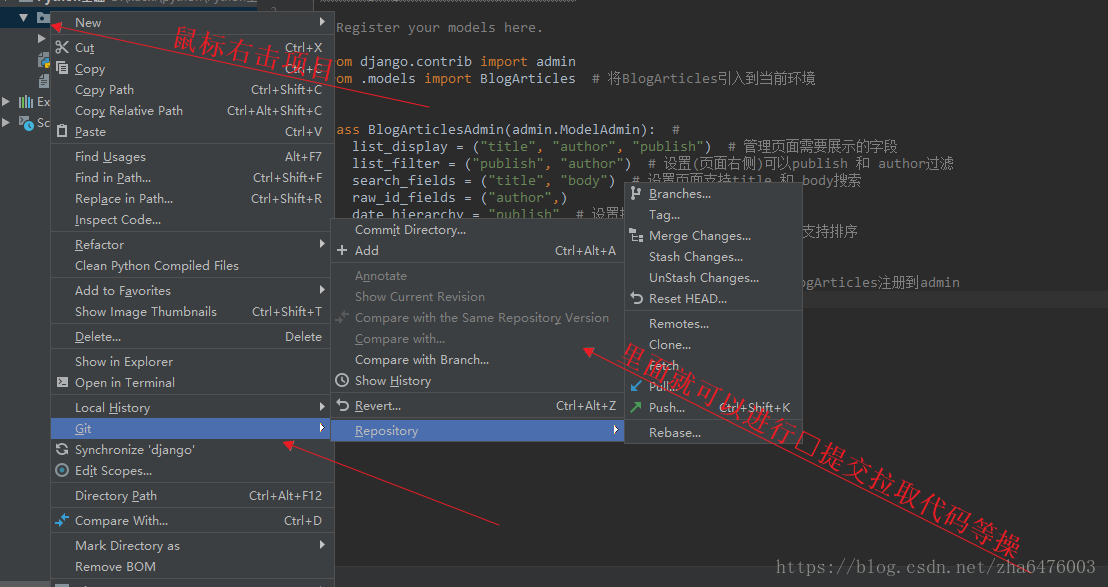 New
Cut Ctrl+X
Copy Ctrl+C
Copy Path Ctrl+Shift+C
Copy Relative Path Ctrl+Alt+Shift+C
Paste Ctrl+V
Find Usages Alt+F7
Find in Path... Ctrl+Shift+F
Replace in Path... Ctrl+Shift+R
Inspect Code...
Refactor
Clean Python Compiled Files
Add to Favorites
Show Image Thumbnails Ctrl+Shift+T
Delete... Delete
Show in Explorer
Open in Terminal
Local History
Git
Synchronize 'django'
Edit Scopes...
Directory Path Ctrl+Alt+F12
Compare With... Ctrl+D
Mark Directory as
Remove BOM
Ex
Sc
鼠标右击项目
Register your models here.
om django.contrib import admin
om .models import BlogArticles # 将BlogArticles引入到当前环境
ass BlogArticlesAdmin(admin.ModelAdmin): #
list_display = ("title", "author", "publish") # 管理页面需要展示的字段
list_filter = ("publish", "author") # 设置(页面右侧)可以publish 和 author过滤
search_fields = ("title", "body") # 设置页面支持title 和 body搜索
raw_id_fields = ("author",)
date_hierarchy = "publish" # 设置
支持排序
ogArticles注册到admin
Commit Directory...
Add Ctrl+Alt+A
Annotate
Show Current Revision
Compare with the Same Repository Version
Compare with...
Compare with Branch...
Show History
Revert... Ctrl+Alt+Z
Repository
Branches...
Tag...
Merge Changes...
Stash Changes...
UnStash Changes...
Reset HEAD...
Remotes...
Clone...
Fetch
Pull...
Push... Ctrl+Shift+K
Rebase...
里面就可以进行口提交拉取代码等操
https://blog.csdn.net/zha6476003